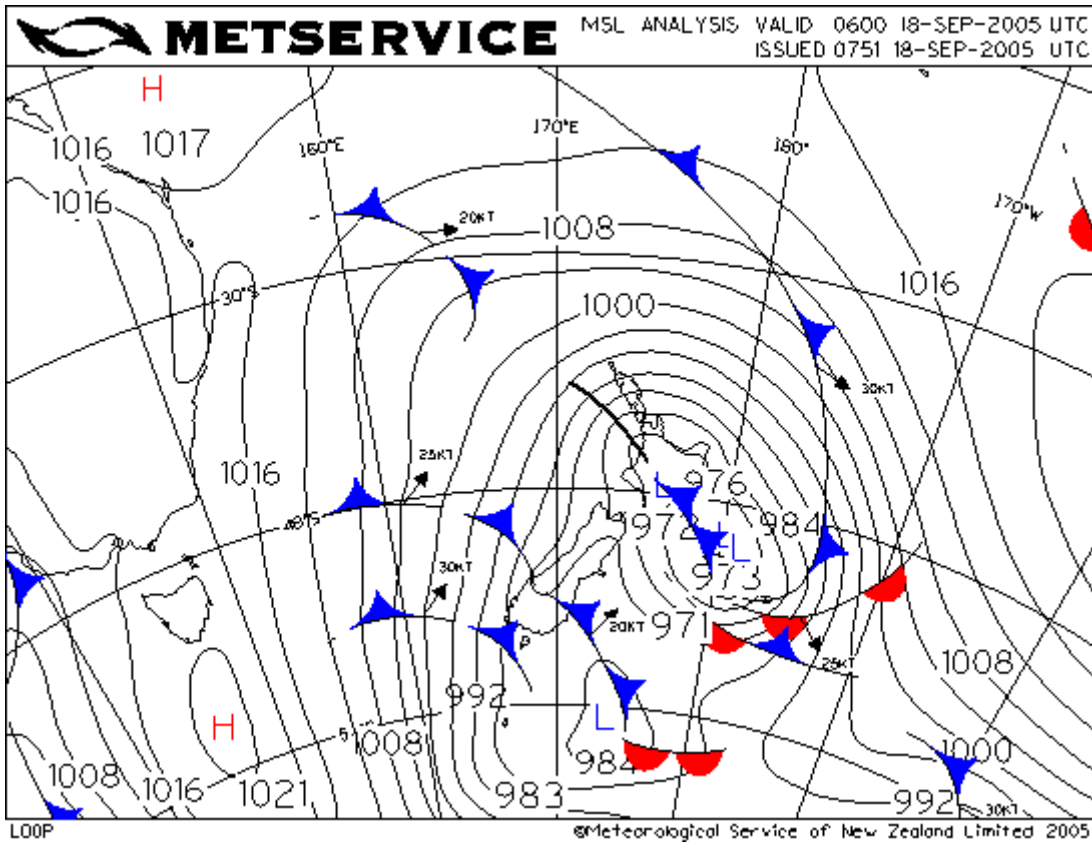 METSERVICE
MSL ANALYSIS VALID 0600 18-SEP-2005 UTC
ISSUED 0751 18-SEP-2005 UTC
H
1017
1016
1016
160°E
170°E
180°
170°W
20KT
1008
30°S
1016
1000
30KT
1016
25KT
L
976
40°S
972
984
L
L
30KT
973
20KT
971
25KT
1008
992
H
L
1008
1000
1008
1016
1021
983
984
992
30KT
LOOP
©Meteorological Service of New Zealand Limited 2005